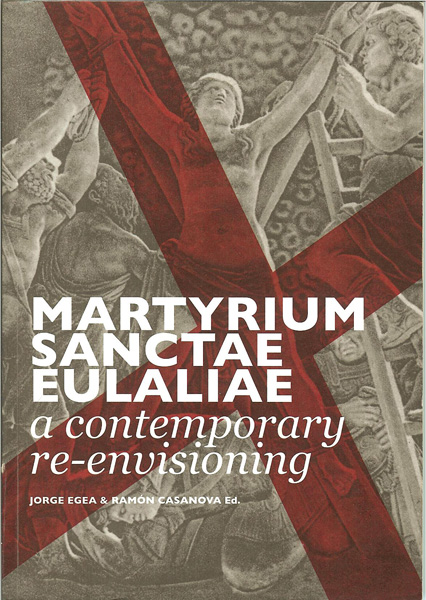 MARTYRIUM
SANCTAE
EULALIAE
a contemporary
re-envisioning
JORGE EGEA & RAMÓN CASANOVA Ed.